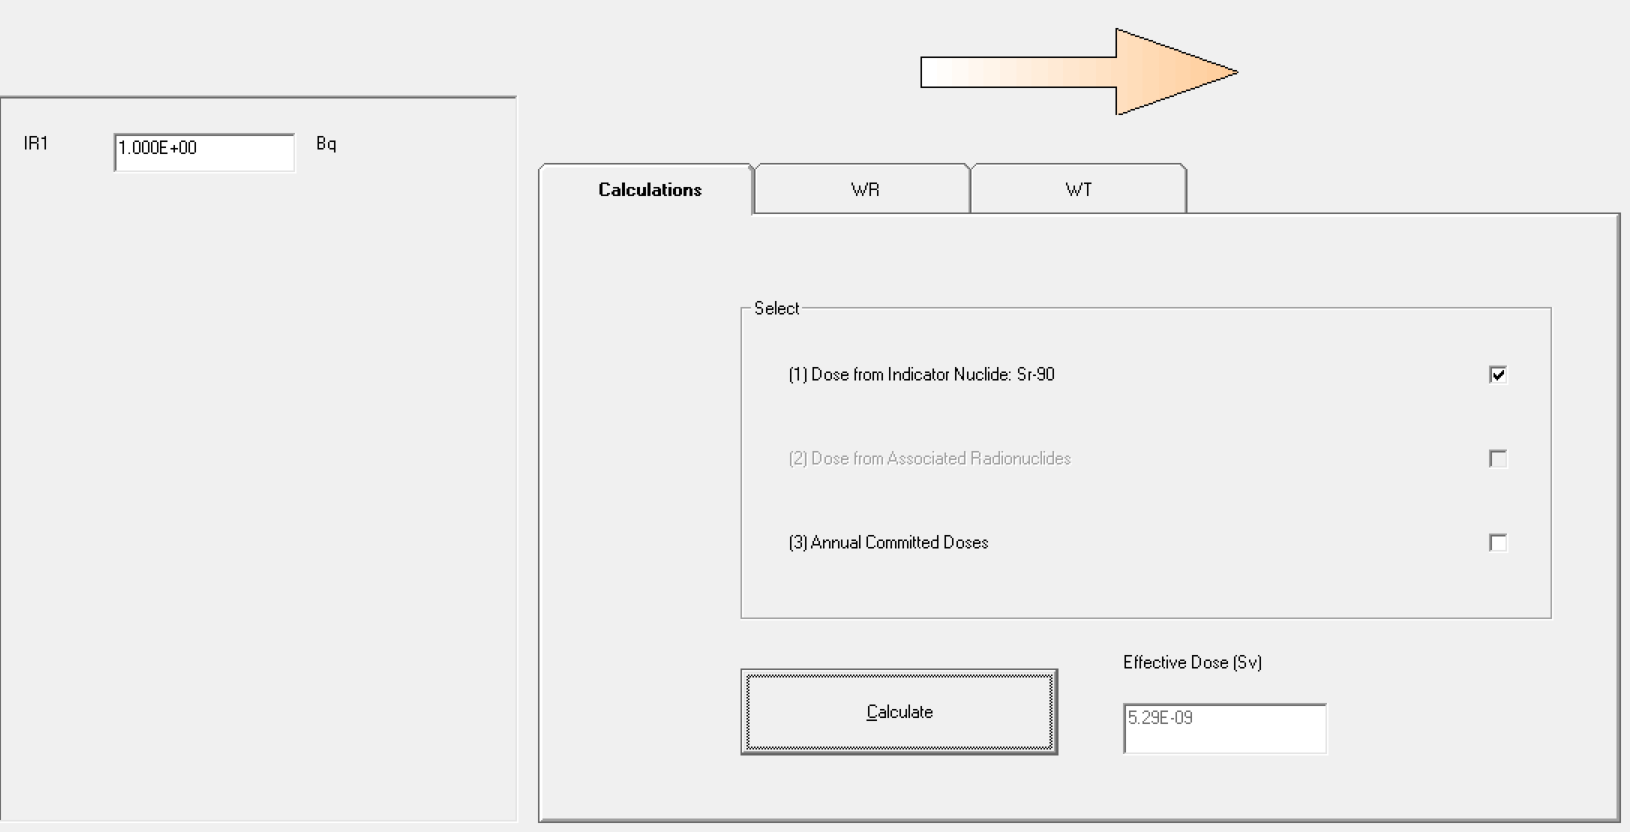 IR1 1.000E+00 Bq
Calculations WR WT
Select
(1) Dose from Indicator Nuclide: Sr-90
(2) Dose from Associated Radionuclides
(3) Annual Committed Doses
Effective Dose (Sv)
Calculate
5.29E-09